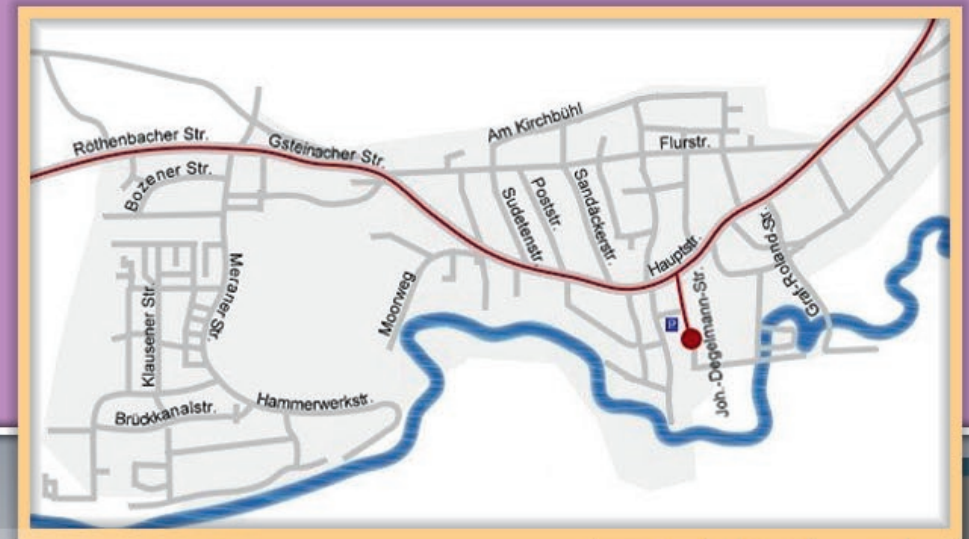 Röthenbacher Str.
Gsteinacher Str.
Am Kirchbühl
Flurstr.
Bozener Str.
Sudetenstr.
Poststr.
Sandäckerstr.
Hauptstr.
Graf-Roland-Str.
Meraner Str.
Klausener Str.
Moorweg
Joh.-Degelmann-Str.
Brückkanalstr.
Hammerwerkstr.